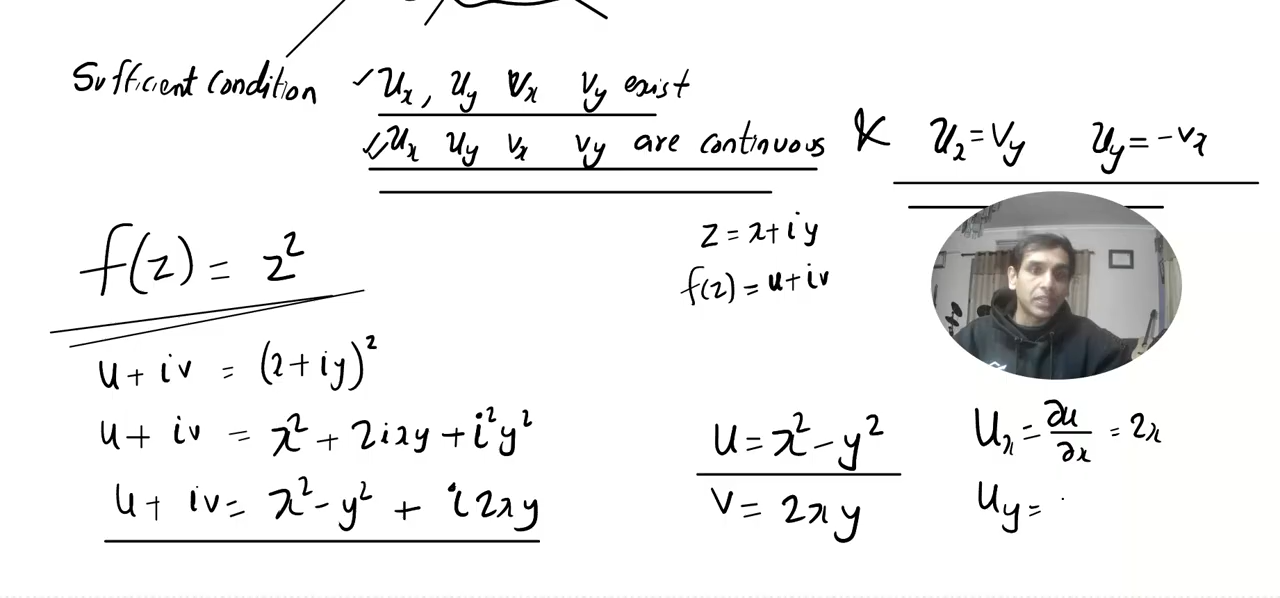 Sufficient Condition ✓ Ux, Uy Vx Vy exist
✓ Ux Uy Vx Vy are continuous & Ux = Vy Uy = -Vx
f(z) = z²
z = x + iy
f(z) = u + iv
u + iv = (x + iy)²
u + iv = x² + 2ixy + i²y²
u + iv = x² - y² + i2xy
u = x² - y²
v = 2xy
Ux = ∂u/∂x = 2x
Uy =